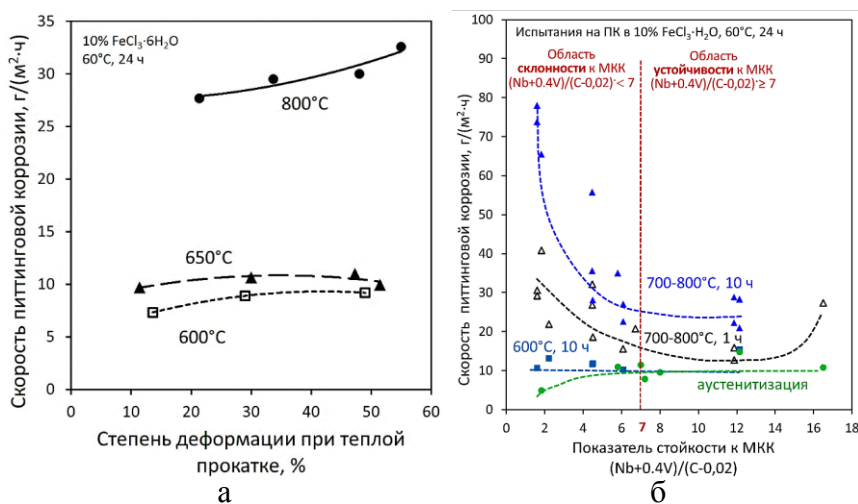 10% FeCl₃·6H₂O
60°C, 24 ч
800°C
650°C
600°C
Скорость питтинговой коррозии, г/(м²·ч)
40
35
30
25
20
15
10
5
0
0 10 20 30 40 50 60
Степень деформации при теплой
прокатке, %
а
Испытания на ПК в 10% FeCl₃·H₂O, 60°C, 24 ч
Область
склонности к МКК
(Nb+0.4V)/(C-0,02)·< 7
Область
устойчивости к МКК
(Nb+0.4V)/(C-0,02)·≥ 7
700-800°C, 10 ч
700-800°C, 1 ч
600°C, 10 ч
аустенитизация
Скорость питтинговой коррозии, г/(м²·ч)
100
90
80
70
60
50
40
30
20
10
0
0 2 4 6 7 8 10 12 14 16 18
Показатель стойкости к МКК
(Nb+0.4V)/(C-0,02)
б